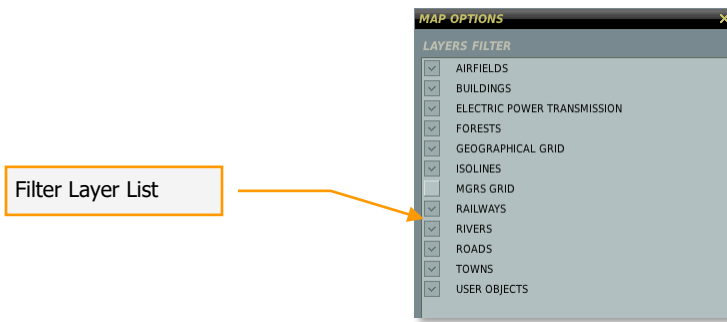 MAP OPTIONS
LAYERS FILTER
AIRFIELDS
BUILDINGS
ELECTRIC POWER TRANSMISSION
FORESTS
GEOGRAPHICAL GRID
ISOLINES
MGRS GRID
RAILWAYS
RIVERS
ROADS
TOWNS
USER OBJECTS
Filter Layer List